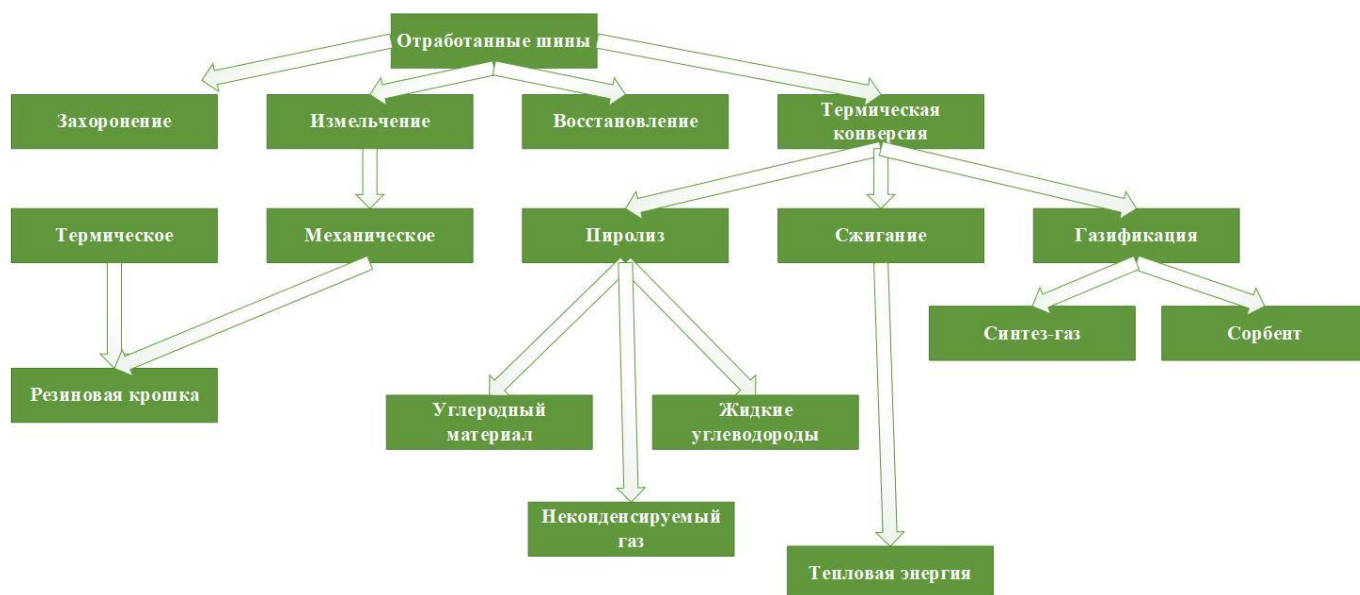 Отработанные шины
Захоронение
Измельчение
Восстановление
Термическая
конверсия
Термическое
Механическое
Пиролиз
Сжигание
Газификация
Синтез-газ
Сорбент
Резиновая крошка
Углеродный
материал
Жидкие
углеводороды
Неконденсируемый
газ
Тепловая энергия